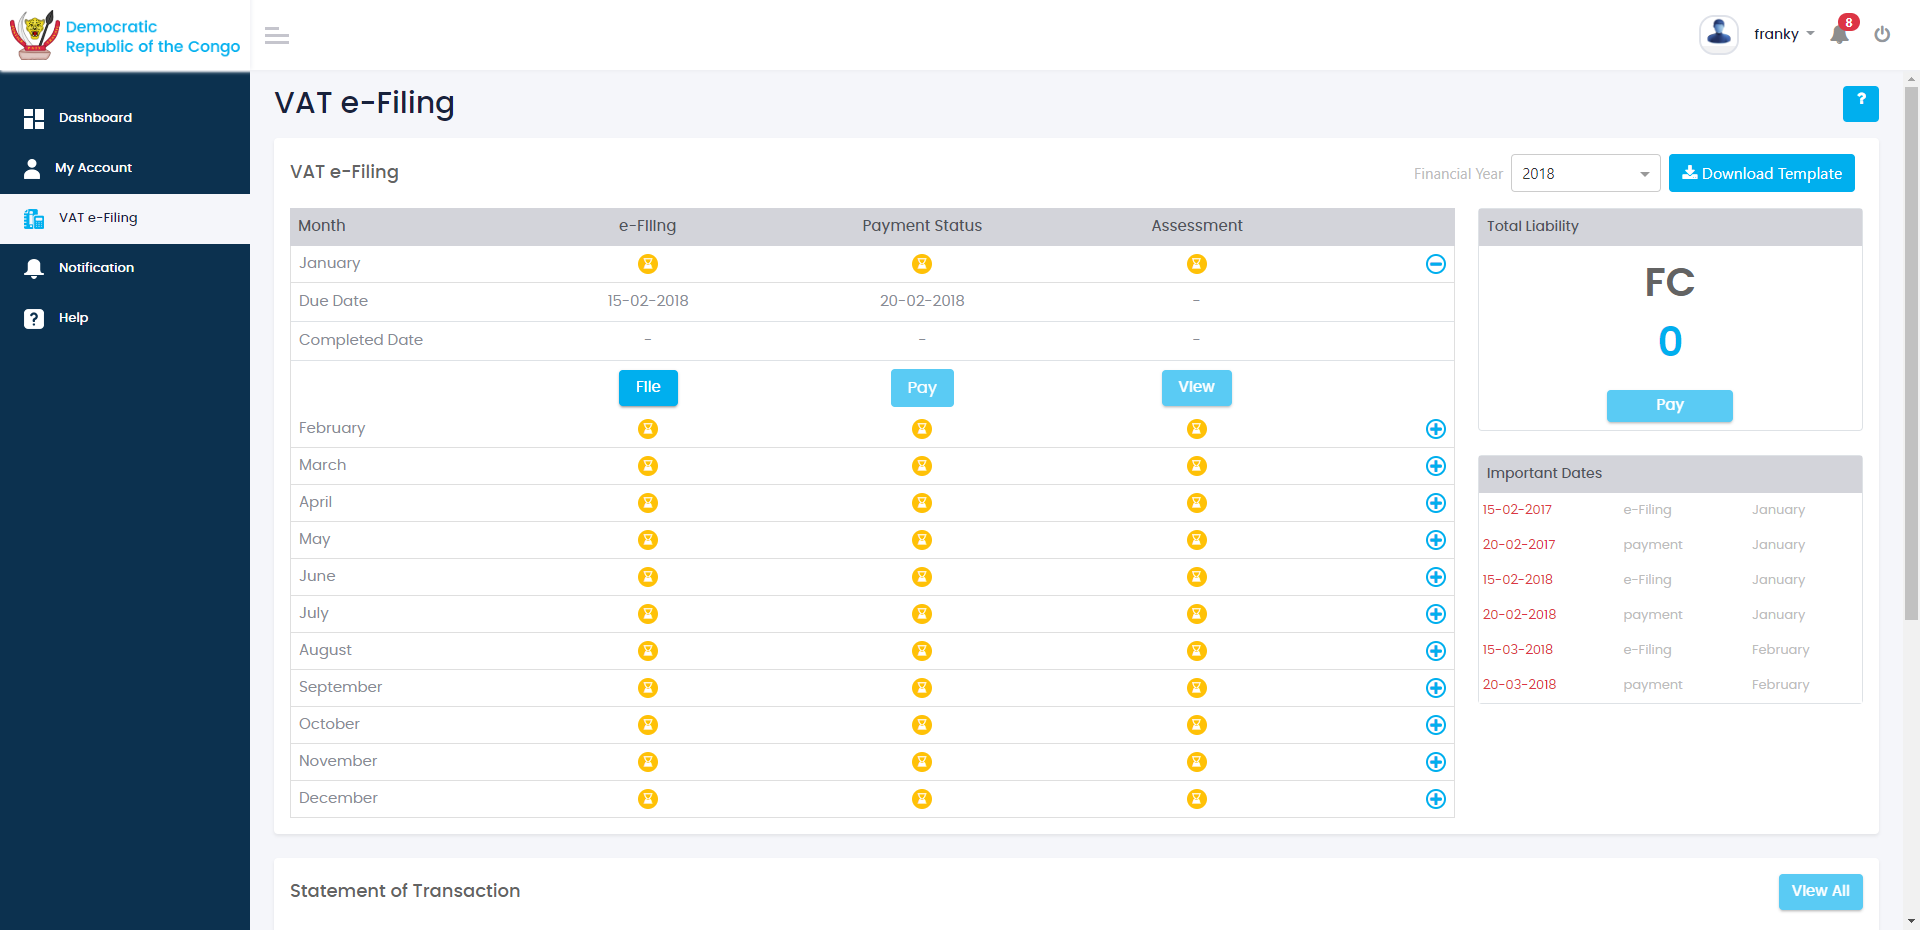 Democratic
Republic of the Congo
franky
8
Dashboard
My Account
VAT e-Filing
Notification
Help
VAT e-Filing
?
VAT e-Filing
Financial Year 2018 Download Template
Month e-Filing Payment Status Assessment
January
Due Date 15-02-2018 20-02-2018 -
Completed Date - - -
File Pay View
February
March
April
May
June
July
August
September
October
November
December
Total Liability
FC
0
Pay
Important Dates
15-02-2017 e-Filing January
20-02-2017 payment January
15-02-2018 e-Filing January
20-02-2018 payment January
15-03-2018 e-Filing February
20-03-2018 payment February
Statement of Transaction
View All